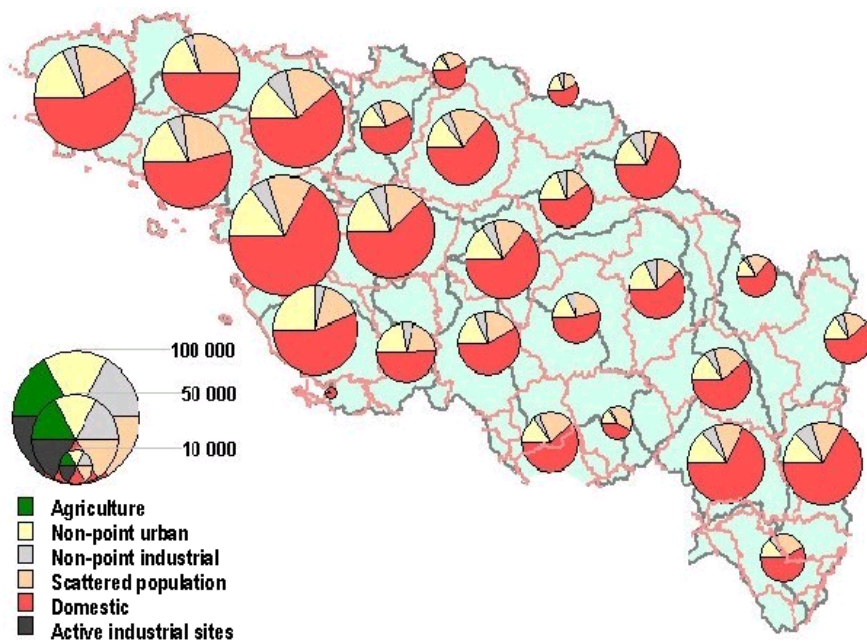 100 000
50 000
10 000
Agriculture
Non-point urban
Non-point industrial
Scattered population
Domestic
Active industrial sites